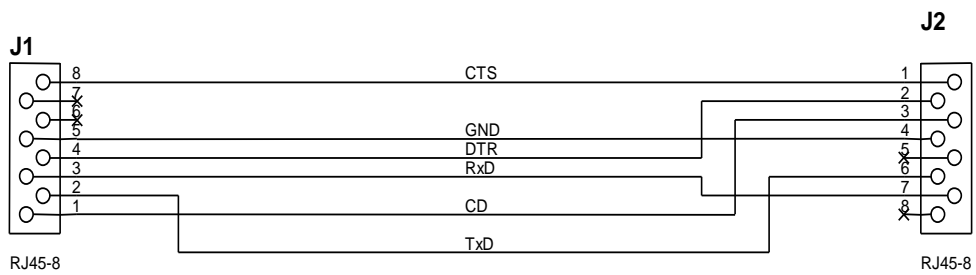 J2
J1
8 CTS 1
7 2
6 3
5 GND 4
4 DTR 5
3 RxD 6
2 7
1 CD 8
TxD
RJ45-8 RJ45-8